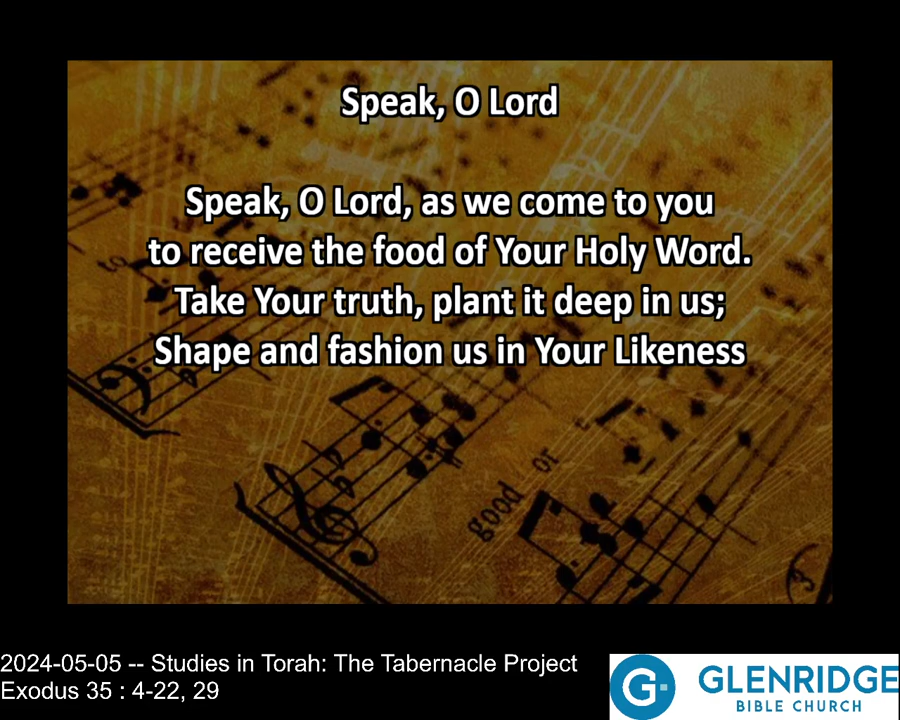 Speak, O Lord
Speak, O Lord, as we come to you
to receive the food of Your Holy Word.
Take Your truth, plant it deep in us;
Shape and fashion us in Your Likeness
good or
2024-05-05 -- Studies in Torah: The Tabernacle Project
Exodus 35 : 4-22, 29
G
GLENRIDGE
BIBLE CHURCH